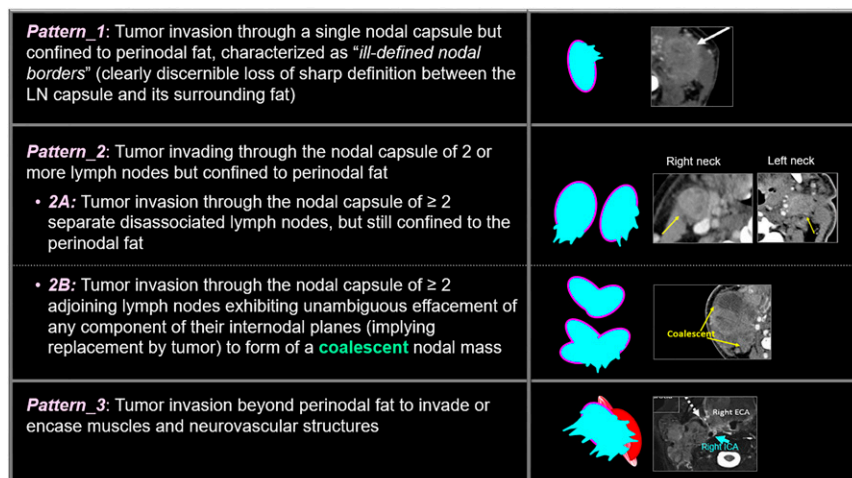 Pattern_1: Tumor invasion through a single nodal capsule but
confined to perinodal fat, characterized as “ill-defined nodal
borders” (clearly discernible loss of sharp definition between the
LN capsule and its surrounding fat)
Pattern_2: Tumor invading through the nodal capsule of 2 or
more lymph nodes but confined to perinodal fat
• 2A: Tumor invasion through the nodal capsule of ≥ 2
separate disassociated lymph nodes, but still confined to the
perinodal fat
Right neck
Left neck
• 2B: Tumor invasion through the nodal capsule of ≥ 2
adjoining lymph nodes exhibiting unambiguous effacement of
any component of their internodal planes (implying
replacement by tumor) to form of a coalescent nodal mass
Coalescent
Pattern_3: Tumor invasion beyond perinodal fat to invade or
encase muscles and neurovascular structures
Right ECA
Right ICA